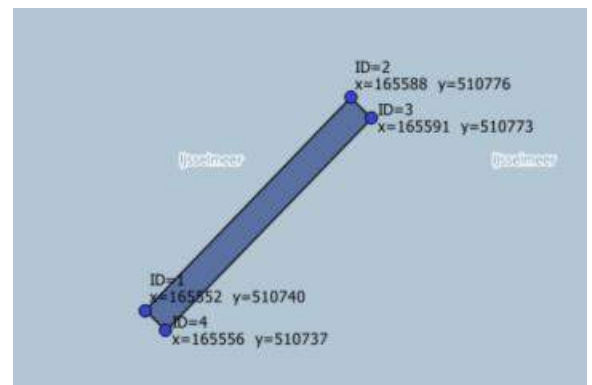 ID=2
x=165588 y=510776
ID=3
x=165591 y=510773
Ijsselmeer
Ijsselmeer
ID=1
x=165552 y=510740
ID=4
x=165556 y=510737